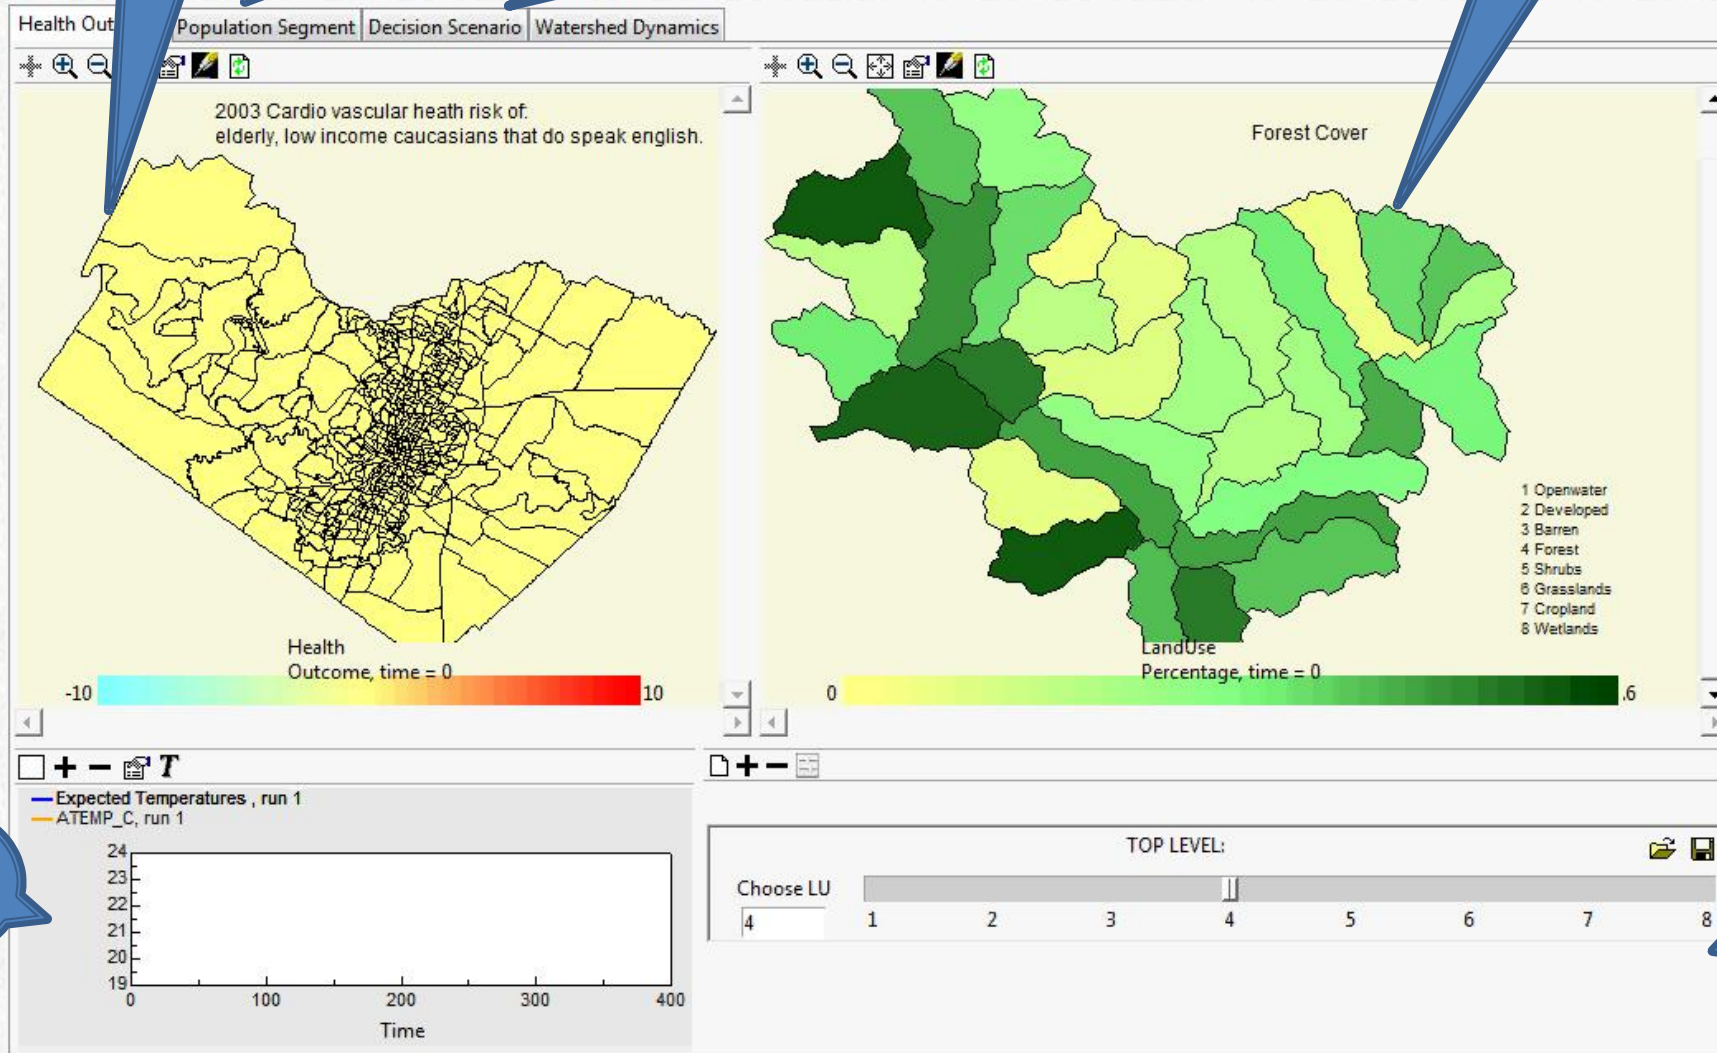 Health Out
Population Segment
Decision Scenario
Watershed Dynamics
2003 Cardio vascular heath risk of:
elderly, low income caucasians that do speak english.
Health
Outcome, time = 0
-10
10
Forest Cover
1 Openwater
2 Developed
3 Barren
4 Forest
5 Shrubs
6 Grasslands
7 Cropland
8 Wetlands
LandUse
Percentage, time = 0
0
.6
T
Expected Temperatures , run 1
ATEMP_C, run 1
24
23
22
21
20
19
0 100 200 300 400
Time
TOP LEVEL:
Choose LU
4
1 2 3 4 5 6 7 8